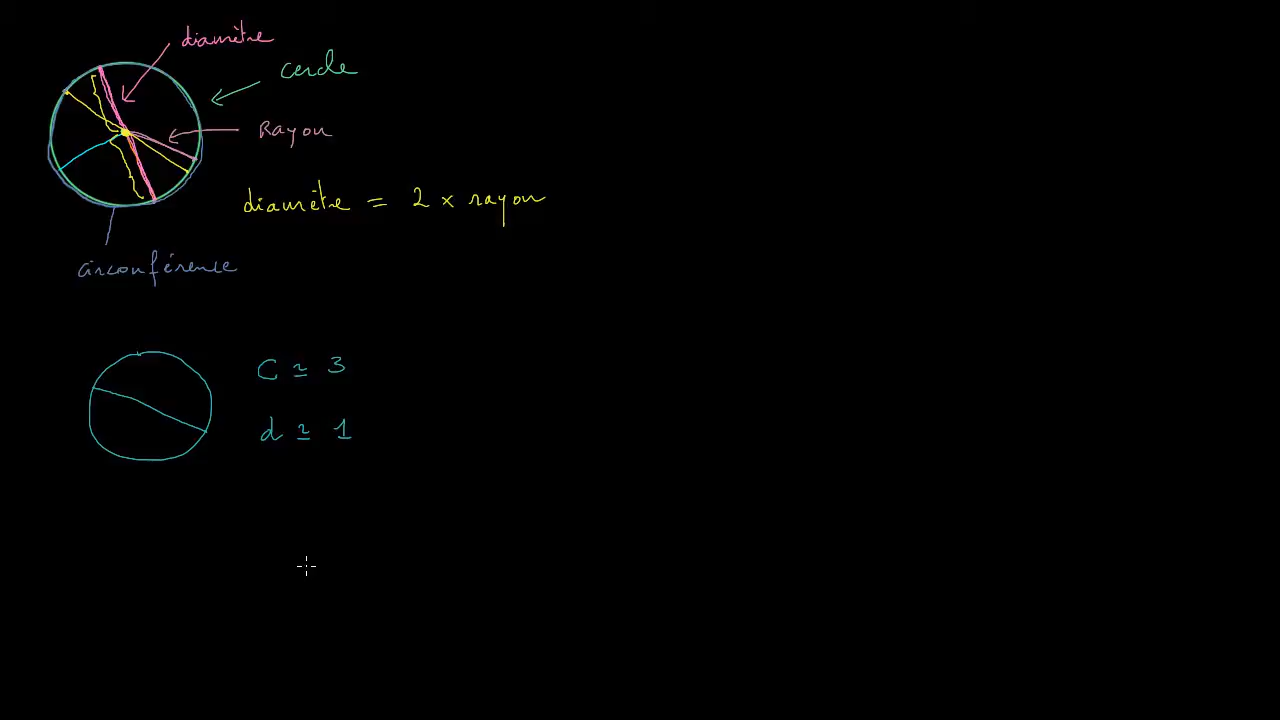 diamètre
cercle
Rayon
diamètre = 2 × rayon
circonférence
C ≃ 3
d ≃ 1